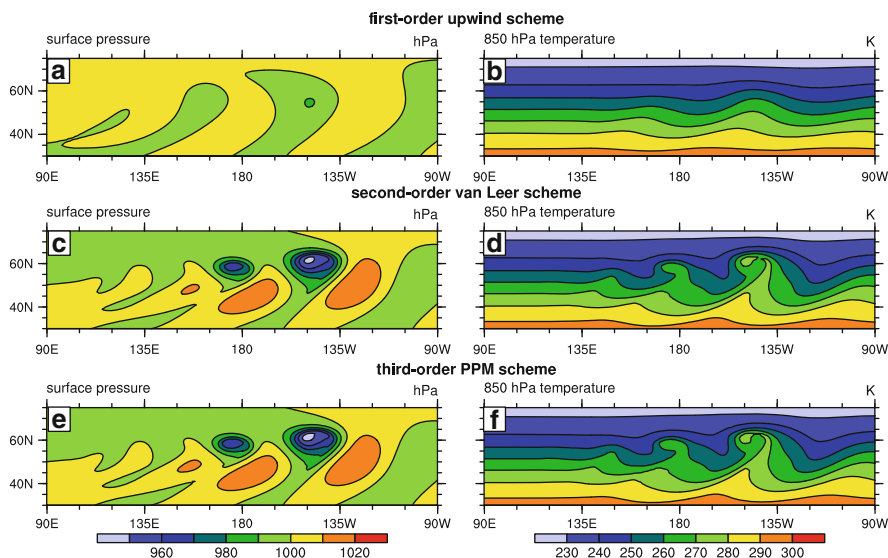 first-order upwind scheme
surface pressure hPa 850 hPa temperature K
a b
60N 60N
40N 40N
90E 135E 180 135W 90W 90E 135E 180 135W 90W
second-order van Leer scheme
surface pressure hPa 850 hPa temperature K
c d
60N
40N
90E 135E 180 135W 90W 90E 135E 180 135W 90W
third-order PPM scheme
surface pressure hPa 850 hPa temperature K
e f
60N
40N
90E 135E 180 135W 90W 90E 135E 180 135W 90W
960 980 1000 1020 230 240 250 260 270 280 290 300